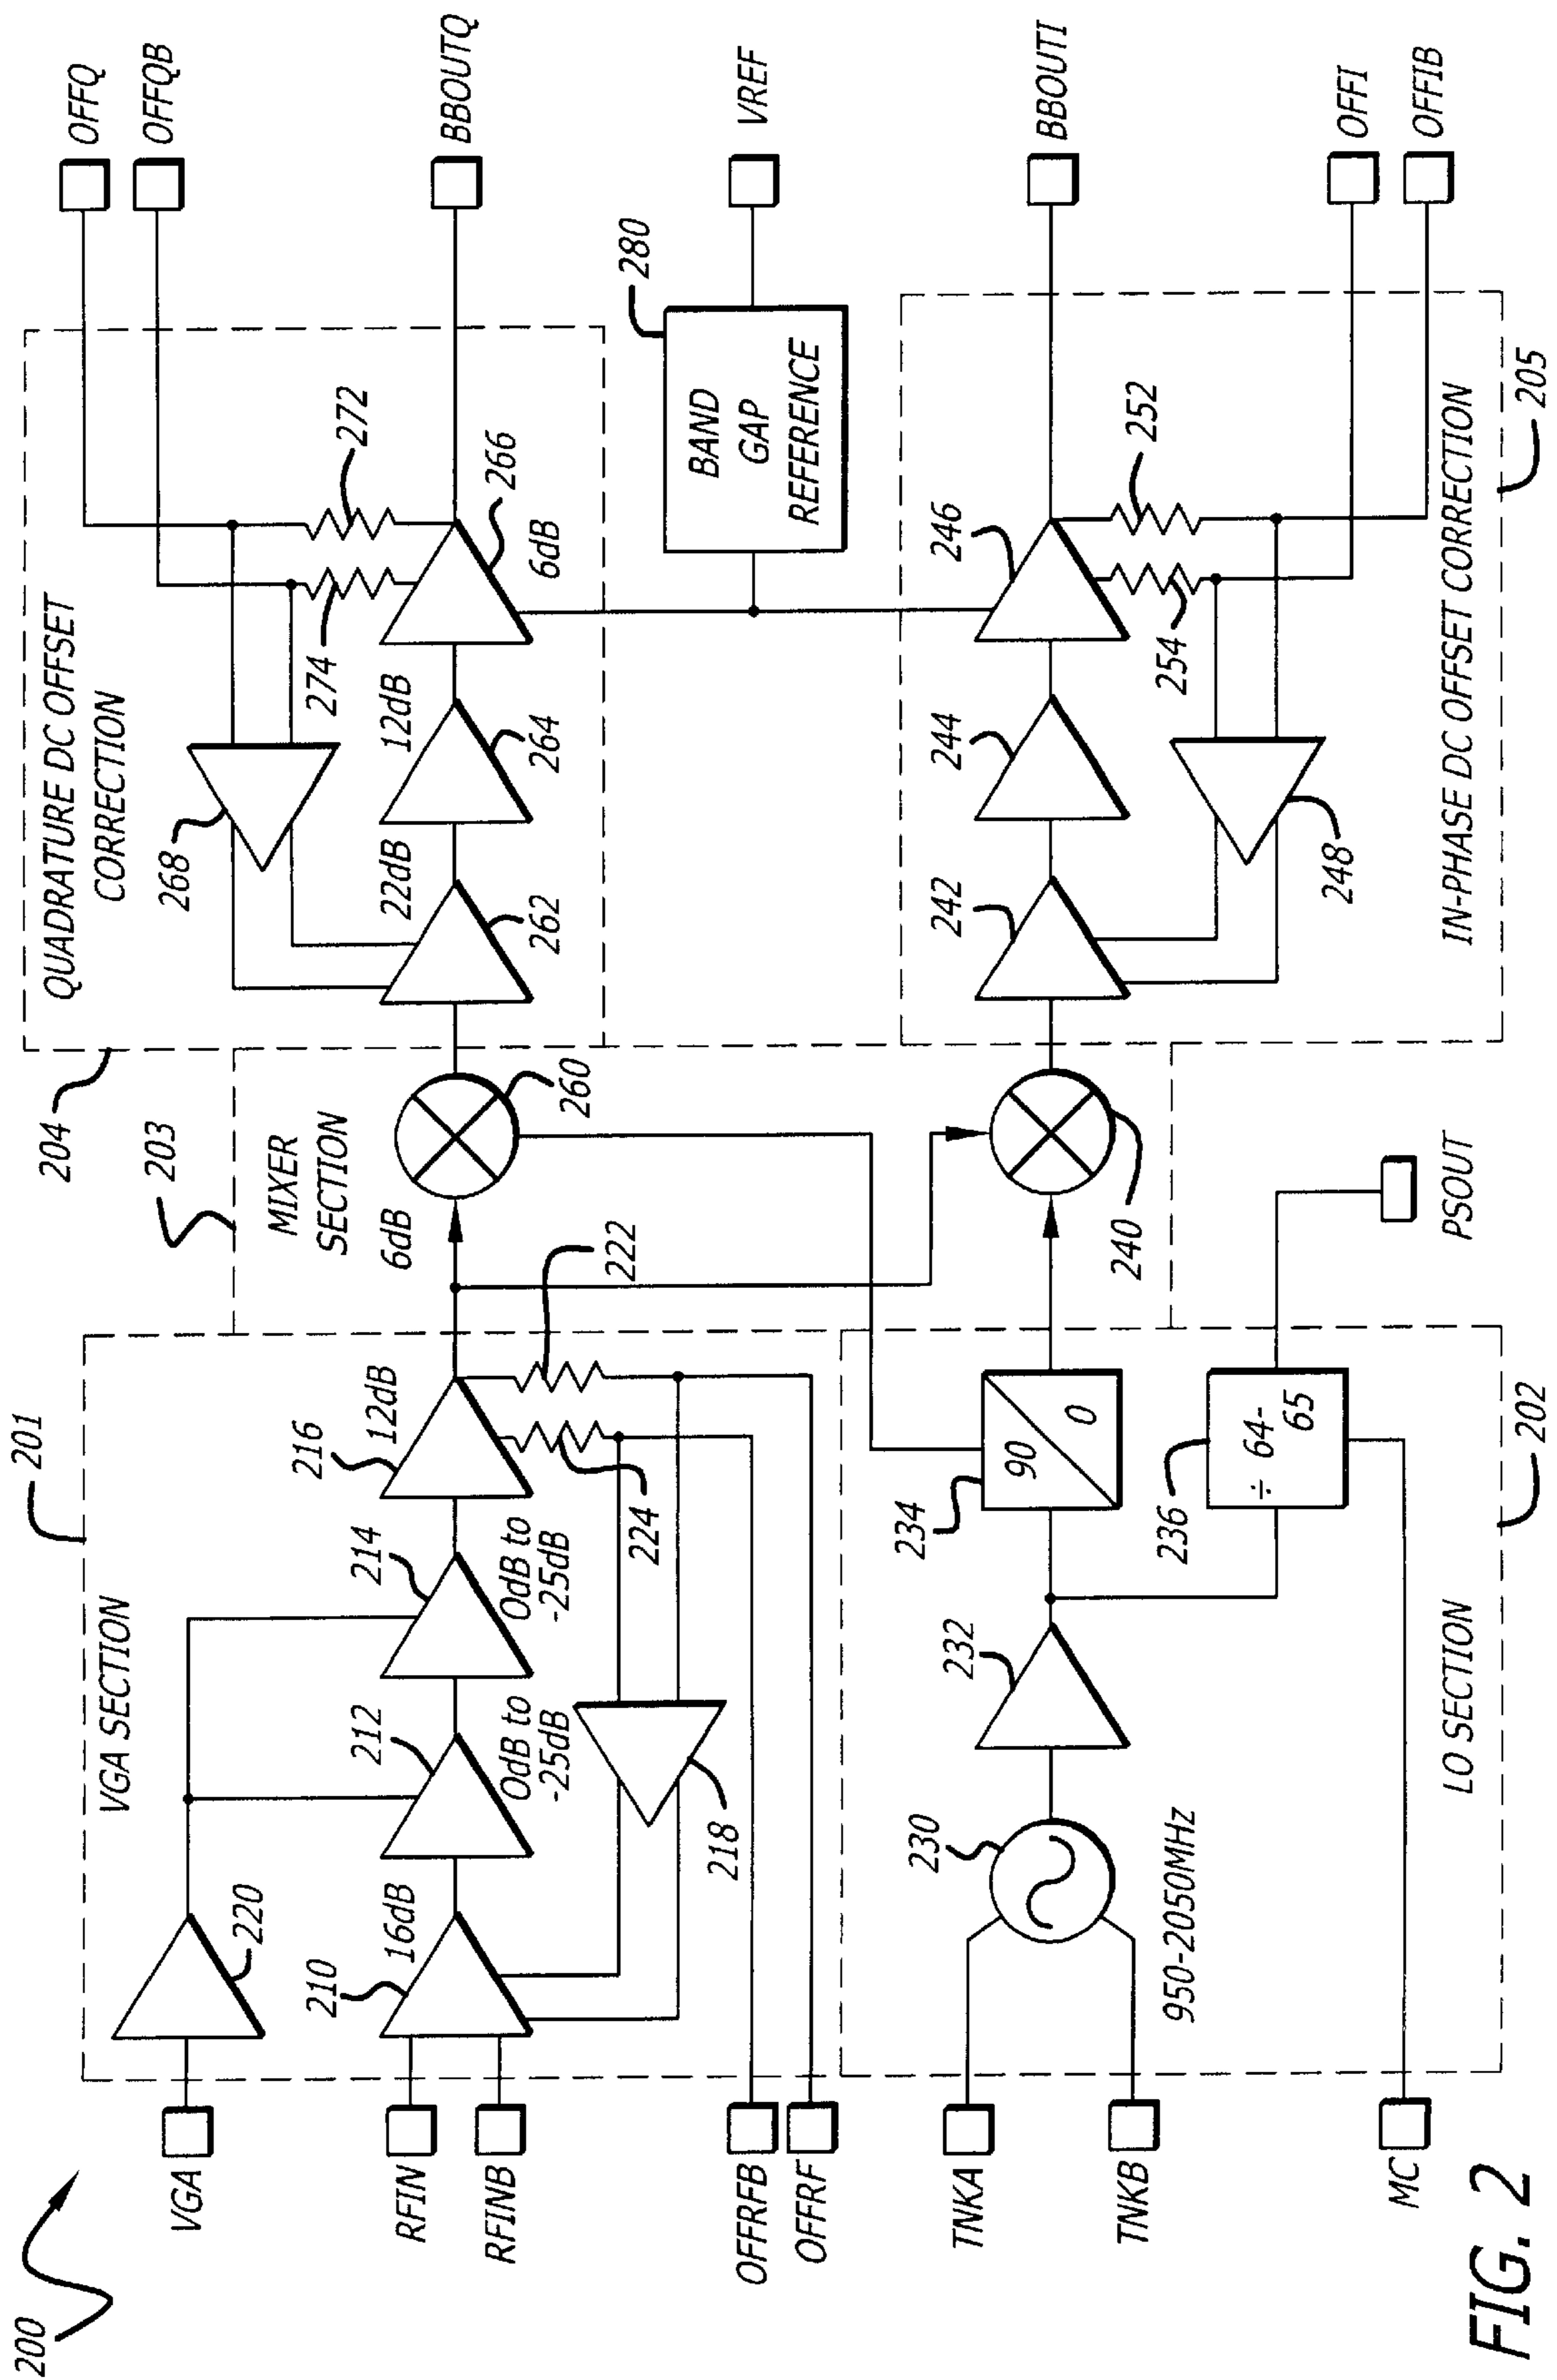 200
VGA
RFIN
RFINB
OFFRFB
OFFRF
TNKA
TNKB
MC
201
VGA SECTION
220
210
16dB
212
0dB to
-25dB
214
0dB to
-25dB
216
12dB
218
222
224
230
950-2050MHz
232
234
90
0
236
÷ 64-
65
LO SECTION
202
PSOUT
203
MIXER
SECTION
6dB
260
240
204
QUADRATURE DC OFFSET
CORRECTION
268
22dB
262
12dB
264
274
272
266
6dB
OFFQ
OFFQB
BBOUTQ
280
BAND
GAP
REFERENCE
VREF
242
244
246
248
254
252
IN-PHASE DC OFFSET CORRECTION
205
BBOUTI
OFFI
OFFIB
FIG. 2